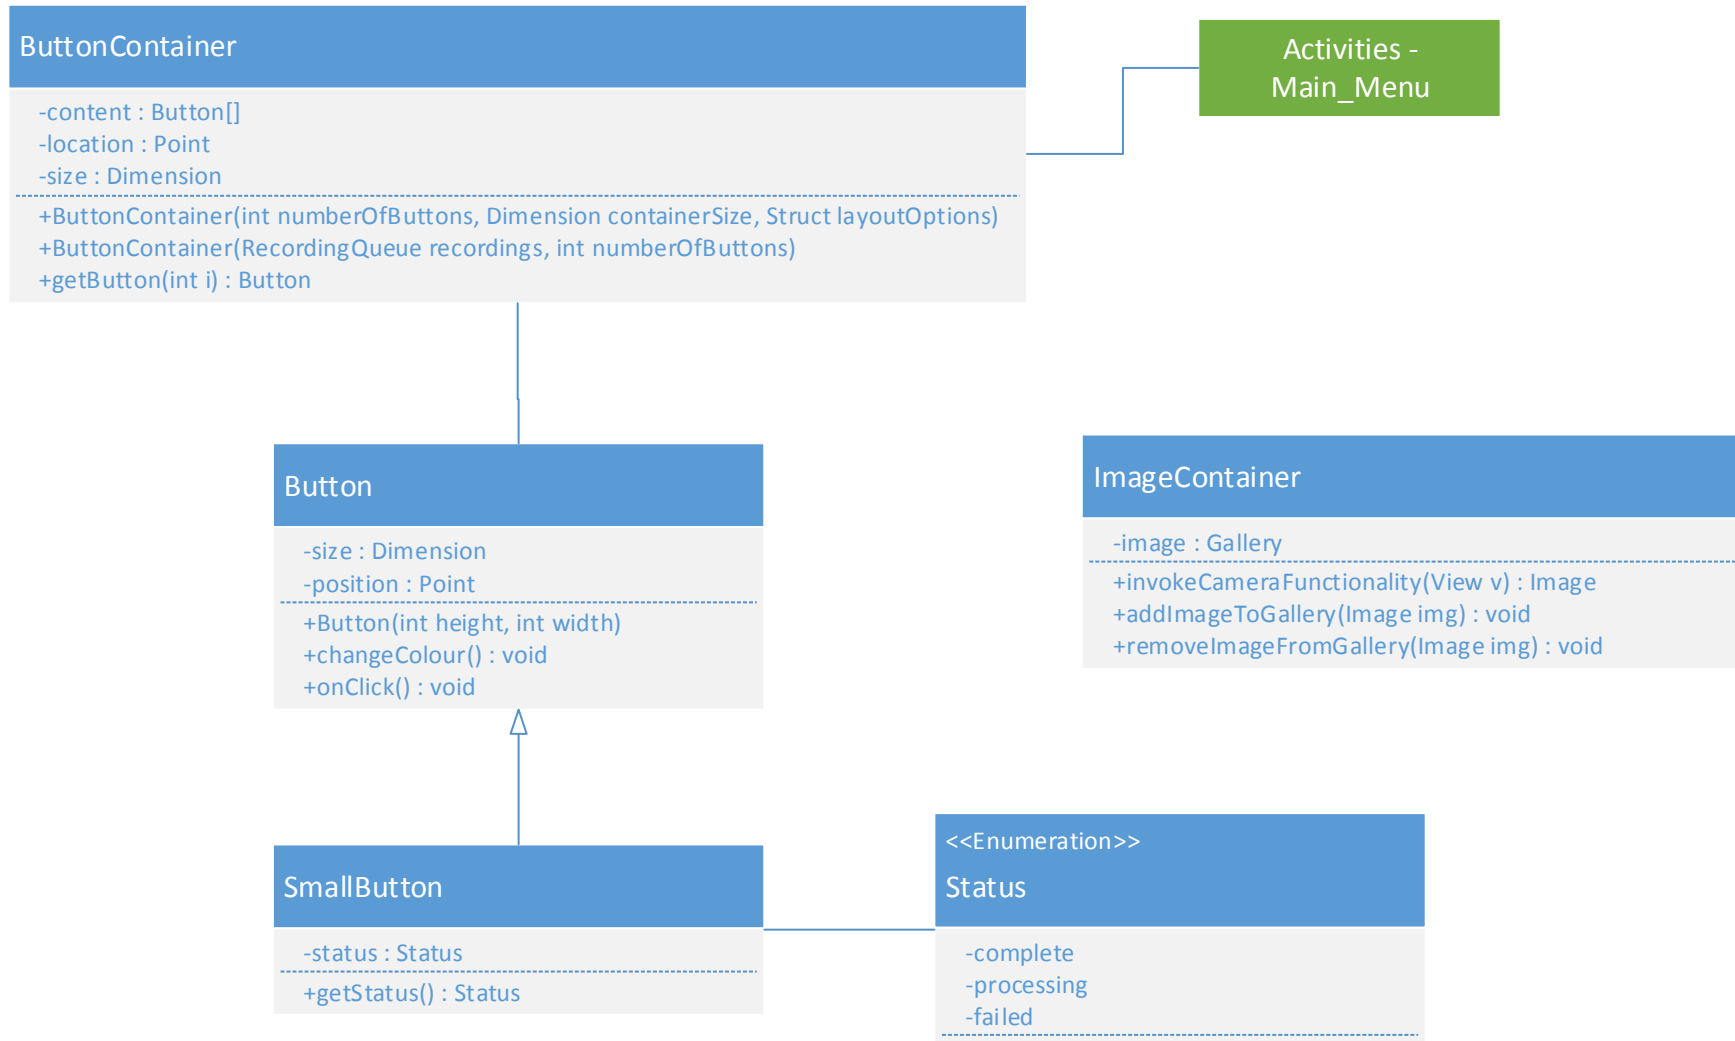 ButtonContainer
-content : Button[]
-location : Point
-size : Dimension
+ButtonContainer(int numberOfButtons, Dimension containerSize, Struct layoutOptions)
+ButtonContainer(RecordingQueue recordings, int numberOfButtons)
+getButton(int i) : Button
Activities -
Main_Menu
Button
-size : Dimension
-position : Point
+Button(int height, int width)
+changeColour() : void
+onClick() : void
ImageContainer
-image : Gallery
+invokeCameraFunctionality(View v) : Image
+addImageToGallery(Image img) : void
+removeImageFromGallery(Image img) : void
SmallButton
-status : Status
+getStatus() : Status
<<Enumeration>>
Status
-complete
-processing
-failed